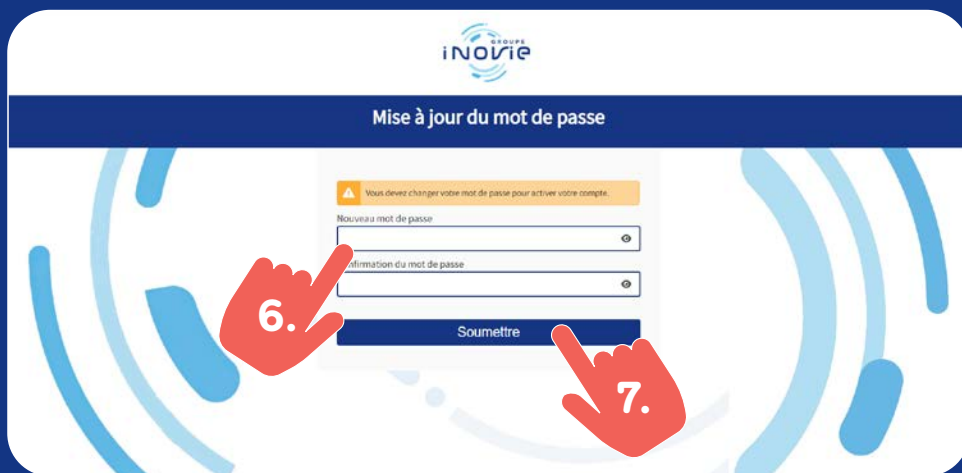 GROUPE
iNOViE
Mise à jour du mot de passe
Vous devez changer votre mot de passe pour activer votre compte.
Nouveau mot de passe
nfirmation du mot de passe
6.
Soumettre
7.